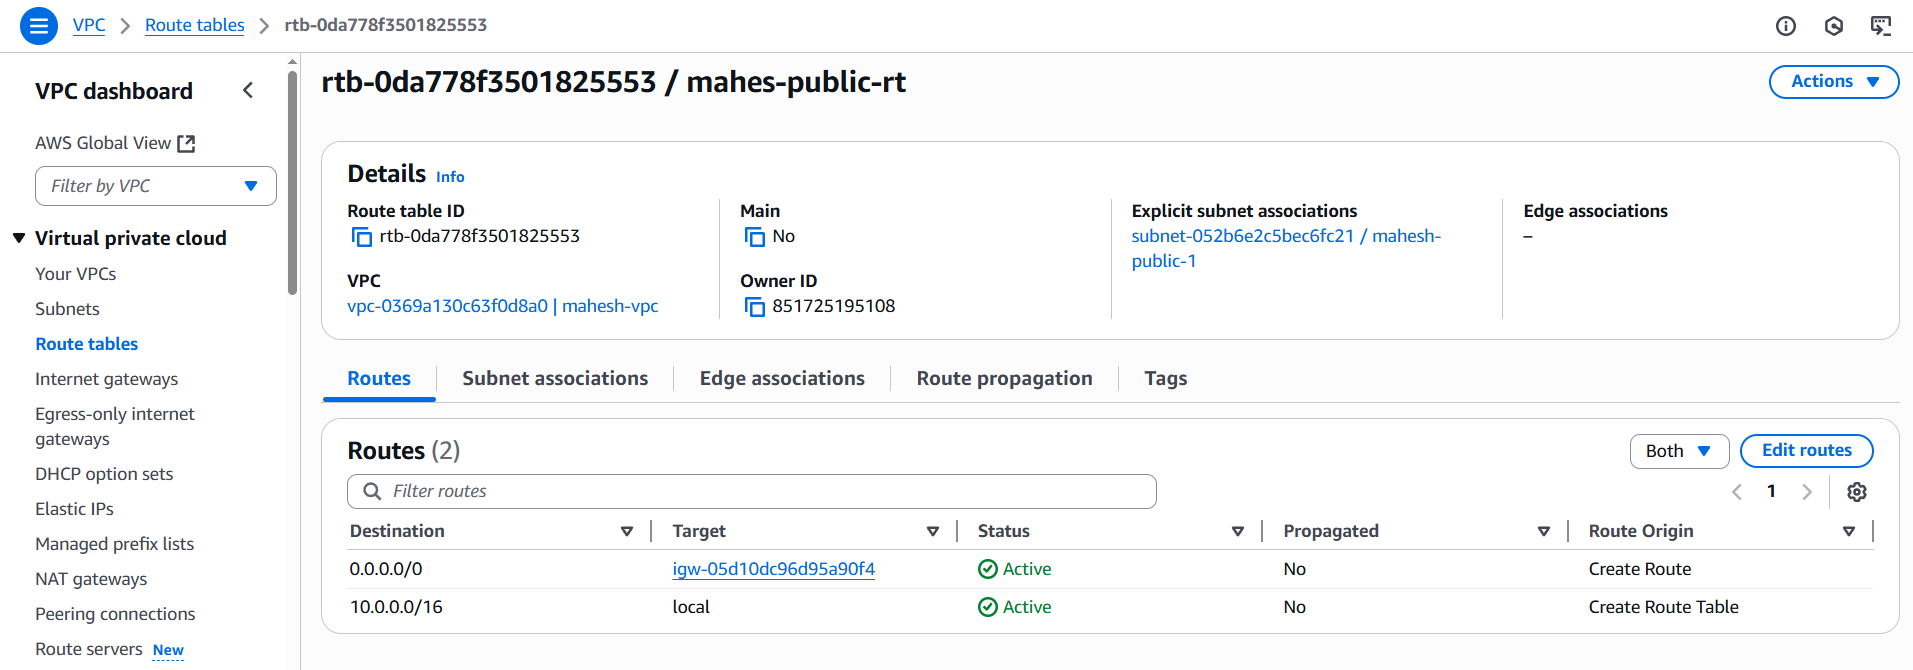 VPC > Route tables > rtb-0da778f3501825553
VPC dashboard
AWS Global View
Filter by VPC
Virtual private cloud
Your VPCs
Subnets
Route tables
Internet gateways
Egress-only internet
gateways
DHCP option sets
Elastic IPs
Managed prefix lists
NAT gateways
Peering connections
Route servers New
rtb-0da778f3501825553 / mahes-public-rt
Actions
Details Info
Route table ID
rtb-0da778f3501825553
VPC
vpc-0369a130c63f0d8a0 | mahesh-vpc
Main
No
Owner ID
851725195108
Explicit subnet associations
subnet-052b6e2c5bec6fc21 / mahesh-
public-1
Edge associations
–
Routes Subnet associations Edge associations Route propagation Tags
Routes (2)
Both Edit routes
Filter routes
1
Destination Target Status Propagated Route Origin
0.0.0.0/0 igw-05d10dc96d95a90f4 Active No Create Route
10.0.0.0/16 local Active No Create Route Table